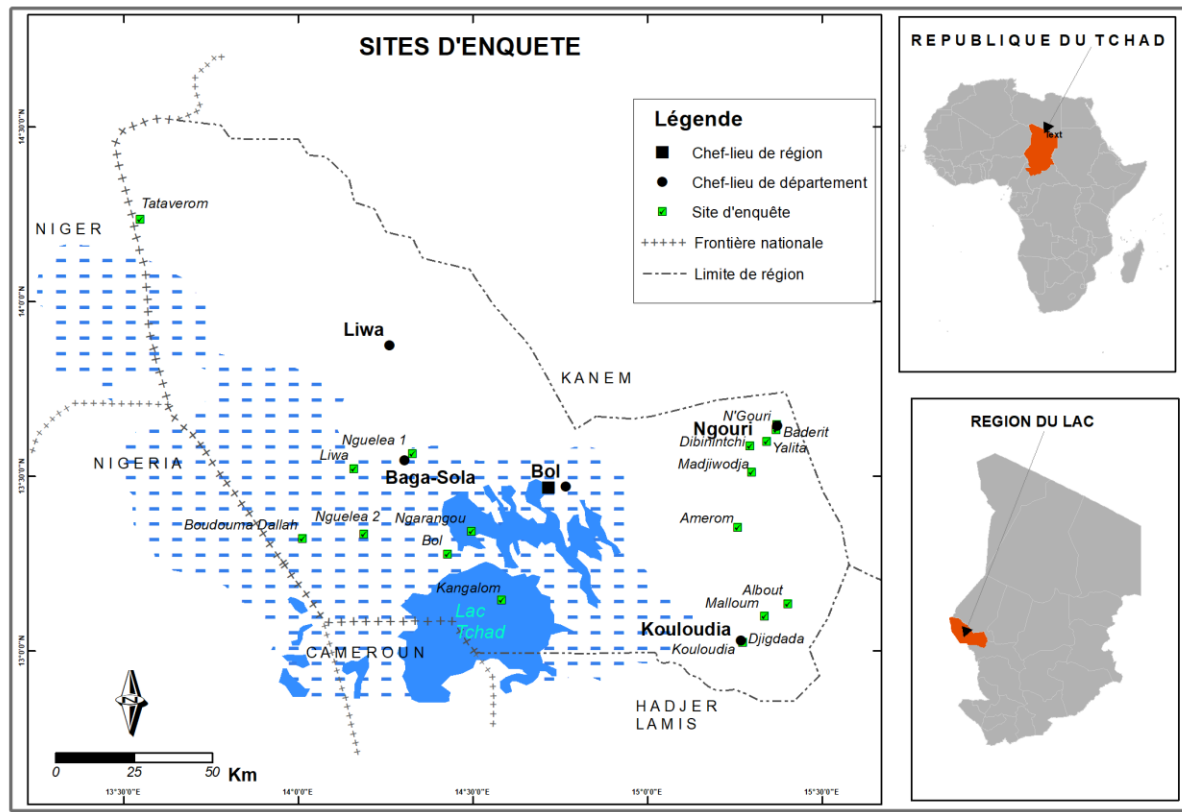 SITES D'ENQUETE
Légende
Chef-lieu de région
Chef-lieu de département
Site d'enquête
Frontière nationale
Limite de région
14°30'0"N
14°0'0"N
13°30'0"N
13°0'0"N
Tataverom
NIGER
Liwa
KANEM
N'Gouri
Ngouri
Baderit
Dibinintchi
Yalita
Madjiwodja
Nguelea 1
Liwa
NIGERIA
Baga-Sola
Bol
Nguelea 2
Ngarangou
Boudouma Dallah
Bol
Amerom
Kangalom
Albout
Malloum
Lac
Tchad
Kouloudia
Djigdada
Kouloudia
CAMEROUN
HADJER
LAMIS
N
0 25 50
Km
13°30'0"E
14°0'0"E
14°30'0"E
15°0'0"E
15°30'0"E
REPUBLIQUE DU TCHAD
Text
REGION DU LAC